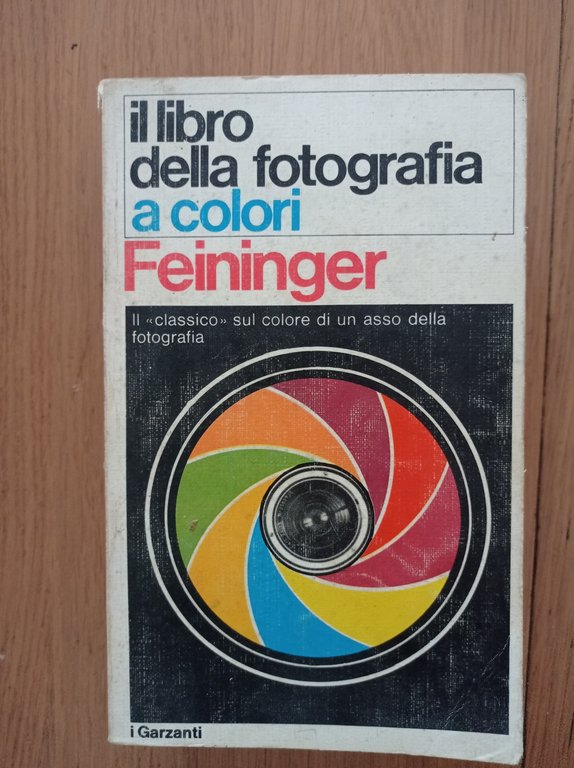 il libro
della fotografia
a colori
Feininger
Il «classico» sul colore di un asso della
fotografia
i Garzanti